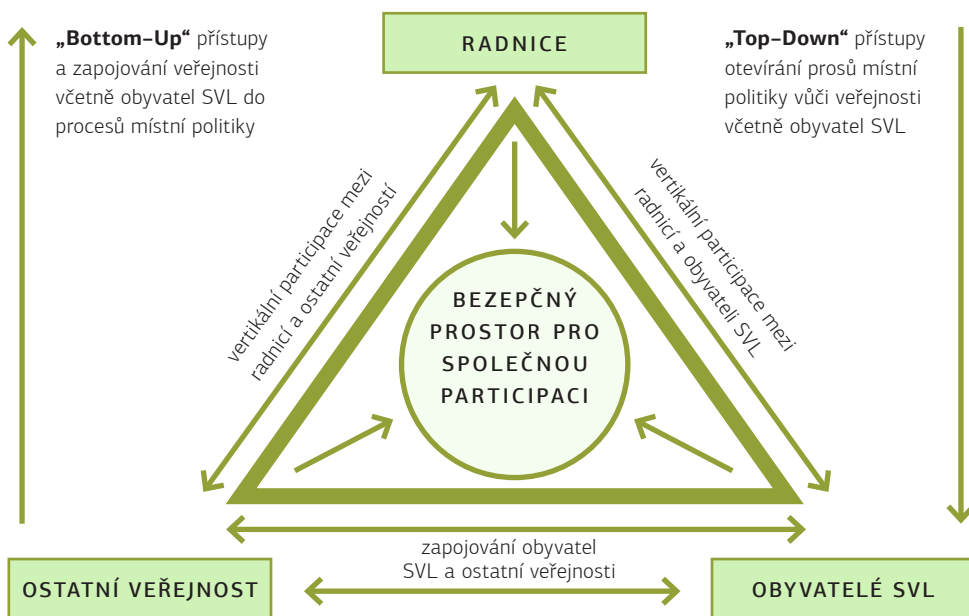 „Bottom–Up“ přístupy
a zapojování veřejnosti
včetně obyvatel SVL do
procesů místní politiky
RADNICE
„Top–Down“ přístupy
otevírání prosů místní
politiky vůči veřejnosti
včetně obyvatel SVL
vertikální participace mezi
radnicí a ostatní veřejností
vertikální participace mezi
radnicí a obyvateli SVL
BEZEPČNÝ
PROSTOR PRO
SPOLEČNOU
PARTICIPACI
zapojování obyvatel
SVL a ostatní veřejnosti
OSTATNÍ VEŘEJNOST
OBYVATELÉ SVL